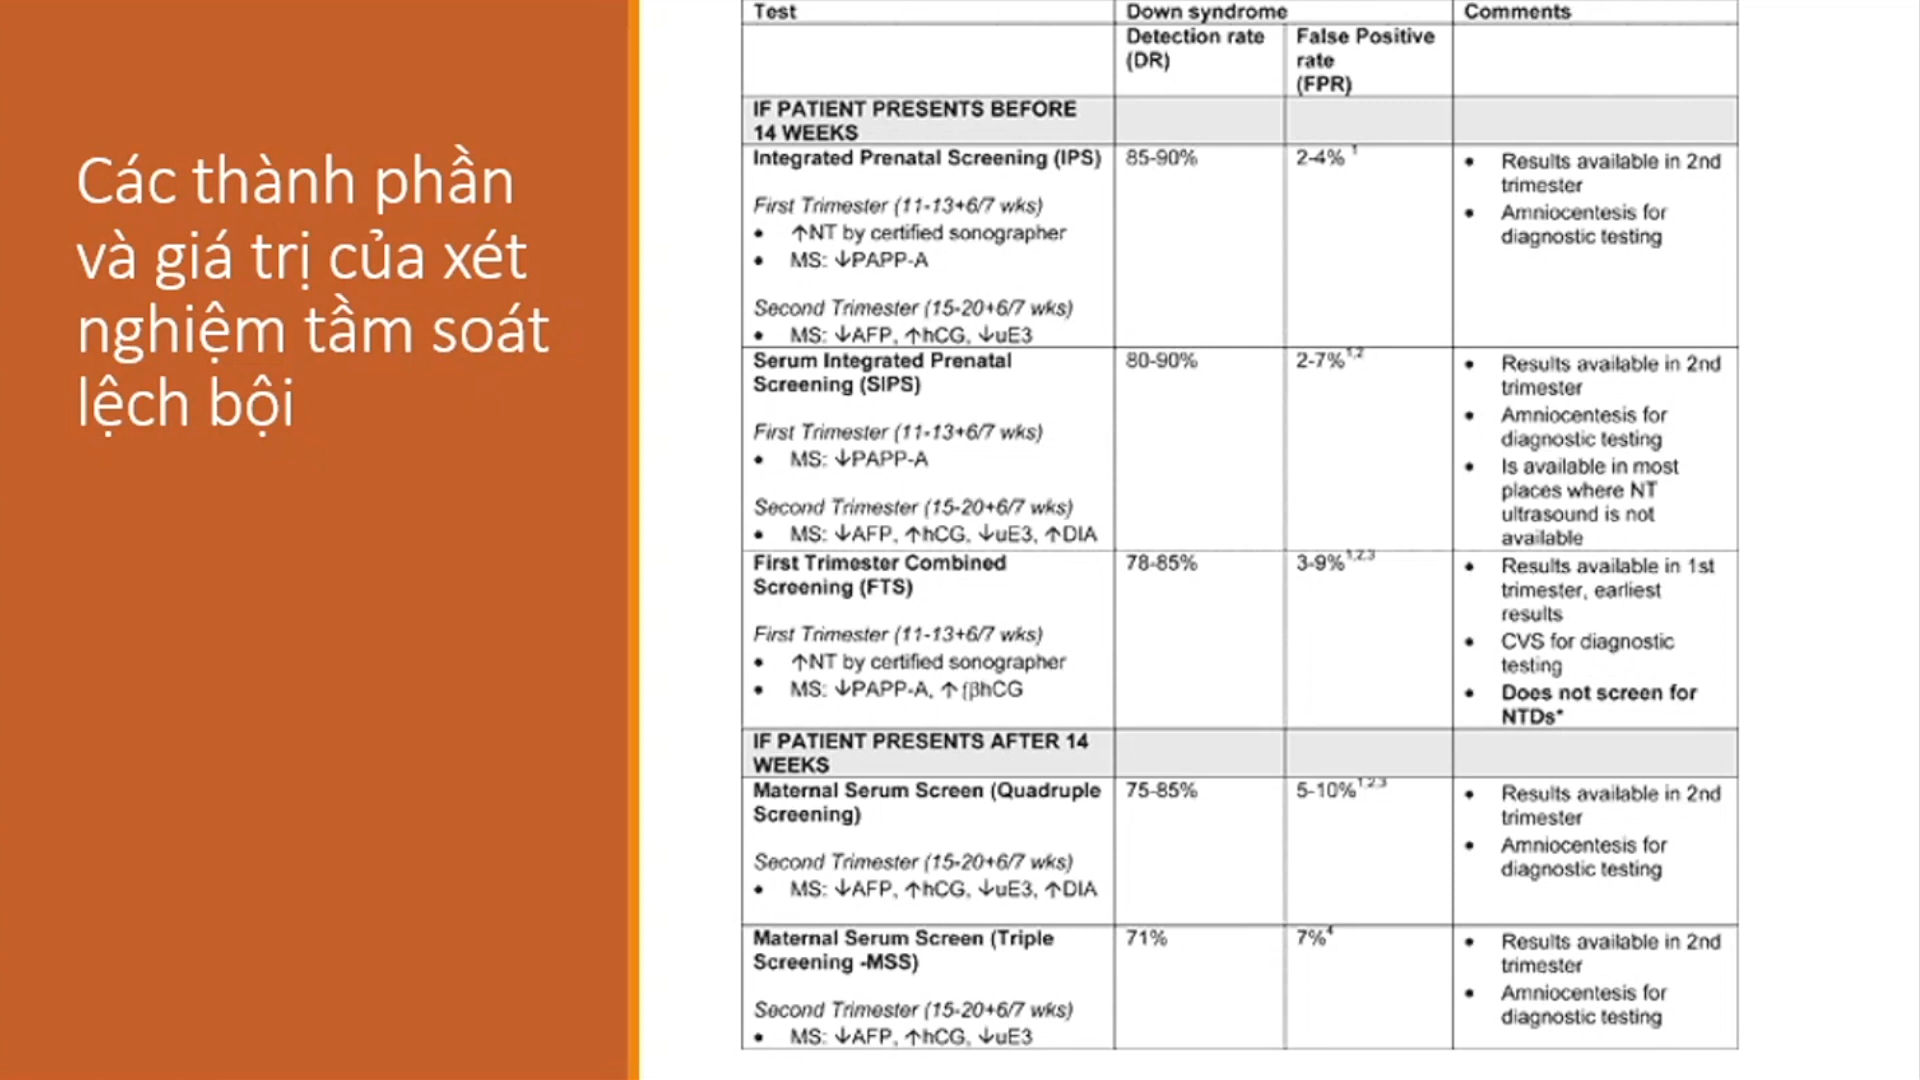 Các thành phần
và giá trị của xét
nghiệm tầm soát
lệch bội
Test Down syndrome Comments
Detection rate (DR) False Positive rate (FPR)
IF PATIENT PRESENTS BEFORE
14 WEEKS
Integrated Prenatal Screening (IPS)
First Trimester (11-13+6/7 wks)
• ↑NT by certified sonographer
• MS: ↓PAPP-A
Second Trimester (15-20+6/7 wks)
• MS: ↓AFP, ↑hCG, ↓uE3
85-90%
2-4% 1
• Results available in 2nd
trimester
• Amniocentesis for
diagnostic testing
Serum Integrated Prenatal
Screening (SIPS)
First Trimester (11-13+6/7 wks)
• MS: ↓PAPP-A
Second Trimester (15-20+6/7 wks)
• MS: ↓AFP, ↑hCG, ↓uE3, ↑DIA
80-90%
2-7%1,2
• Results available in 2nd
trimester
• Amniocentesis for
diagnostic testing
• Is available in most
places where NT
ultrasound is not
available
First Trimester Combined
Screening (FTS)
First Trimester (11-13+6/7 wks)
• ↑NT by certified sonographer
• MS: ↓PAPP-A, ↑fβhCG
78-85%
3-9%1,2,3
• Results available in 1st
trimester, earliest
results
• CVS for diagnostic
testing
• Does not screen for
NTDs*
IF PATIENT PRESENTS AFTER 14
WEEKS
Maternal Serum Screen (Quadruple
Screening)
Second Trimester (15-20+6/7 wks)
• MS: ↓AFP, ↑hCG, ↓uE3, ↑DIA
75-85%
5-10%1,2,3
• Results available in 2nd
trimester
• Amniocentesis for
diagnostic testing
Maternal Serum Screen (Triple
Screening -MSS)
Second Trimester (15-20+6/7 wks)
• MS: ↓AFP, ↑hCG, ↓uE3
71%
7%4
• Results available in 2nd
trimester
• Amniocentesis for
diagnostic testing